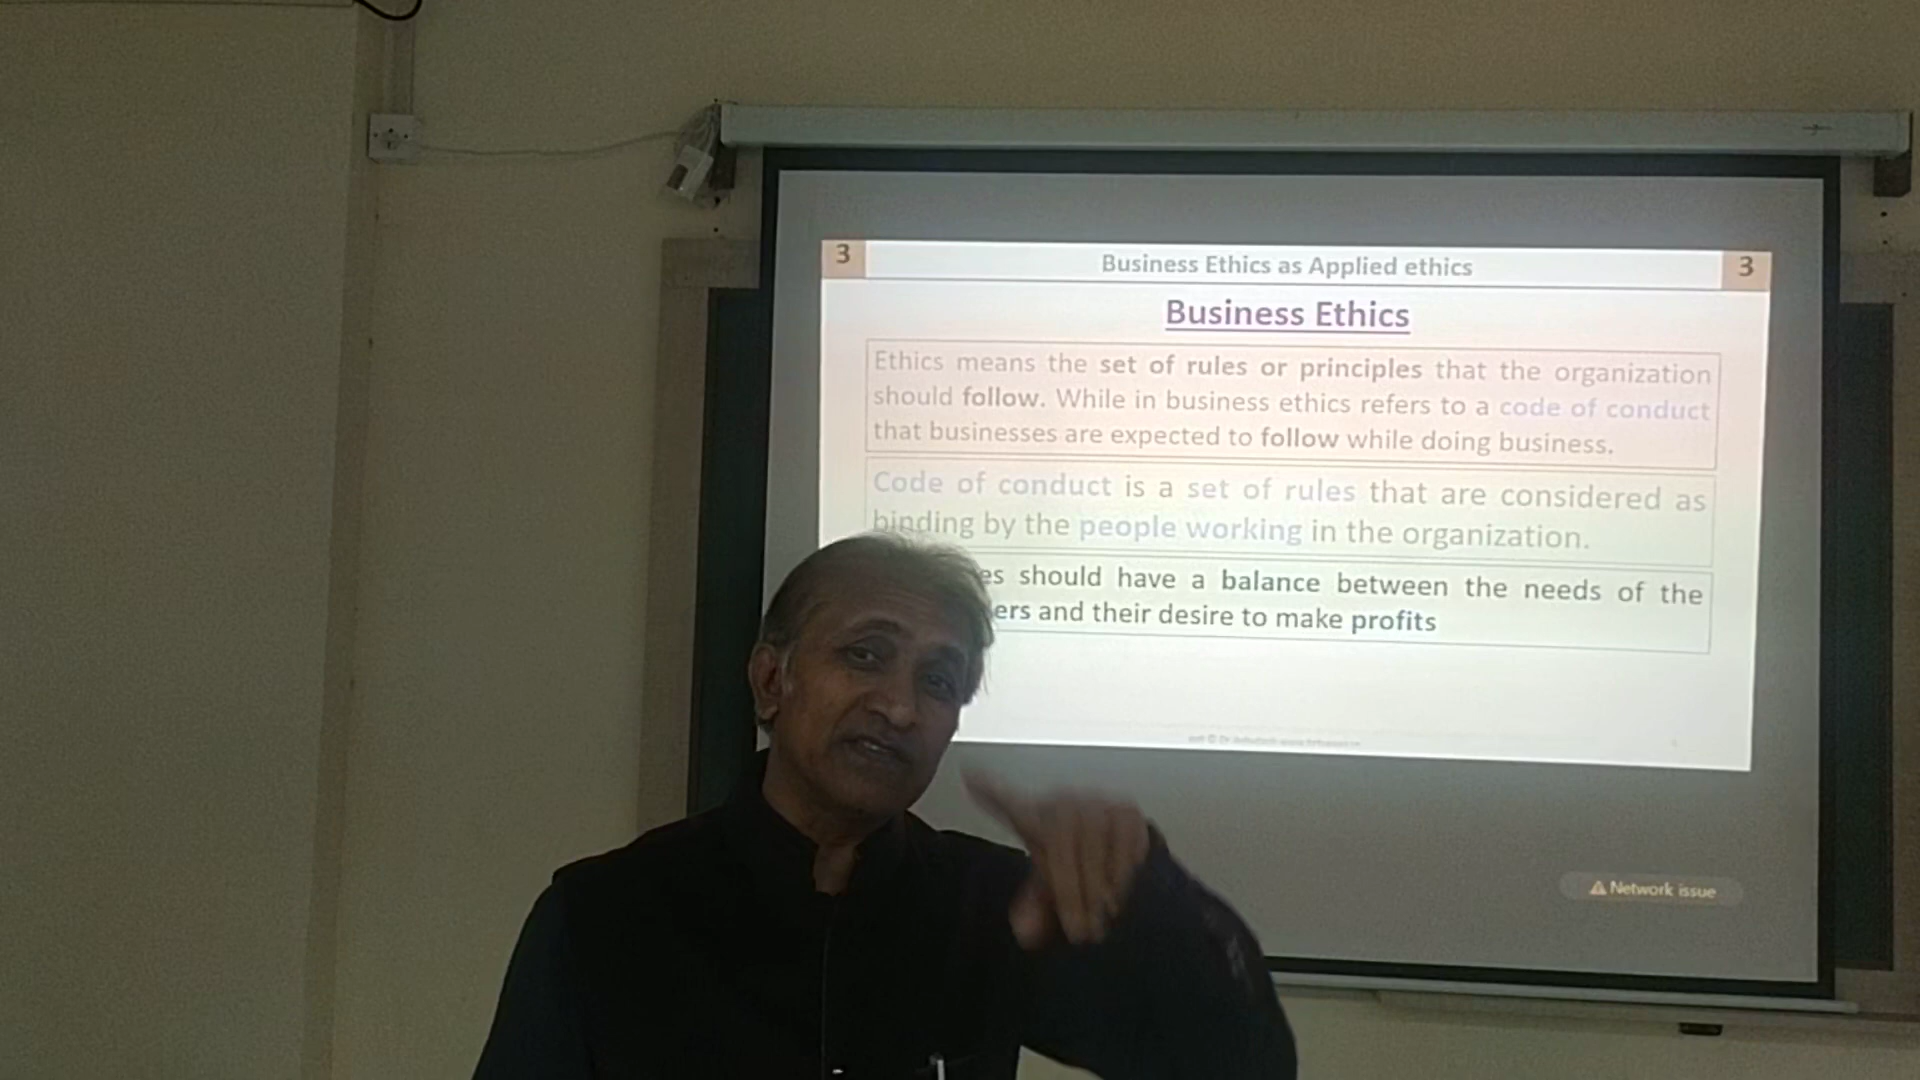 3 Business Ethics as Applied ethics 3
Business Ethics
Ethics means the set of rules or principles that the organization
should follow. While in business ethics refers to a code of conduct
that businesses are expected to follow while doing business.
Code of conduct is a set of rules that are considered as
binding by the people working in the organization.
should have a balance between the needs of the
and their desire to make profits
Network issue